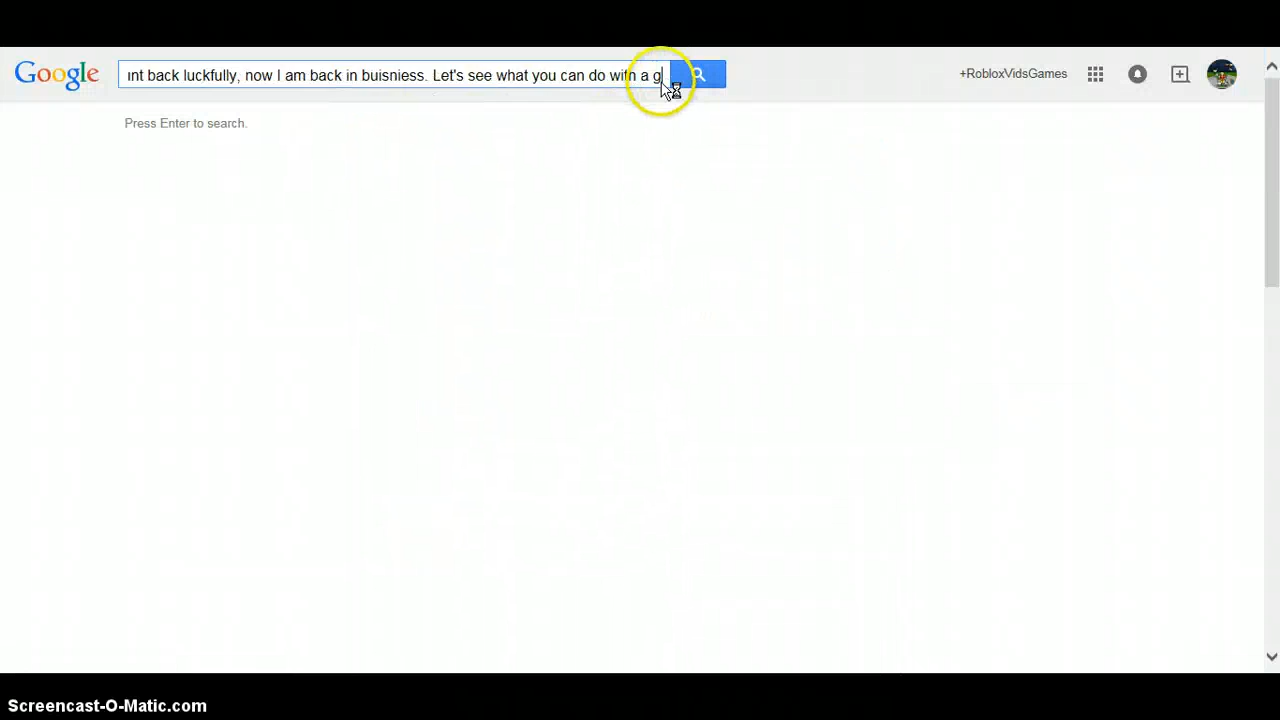 Google
nt back luckfully, now I am back in buisniess. Let's see what you can do with a g
+RobloxVidsGames
Press Enter to search.
Screencast-O-Matic.com